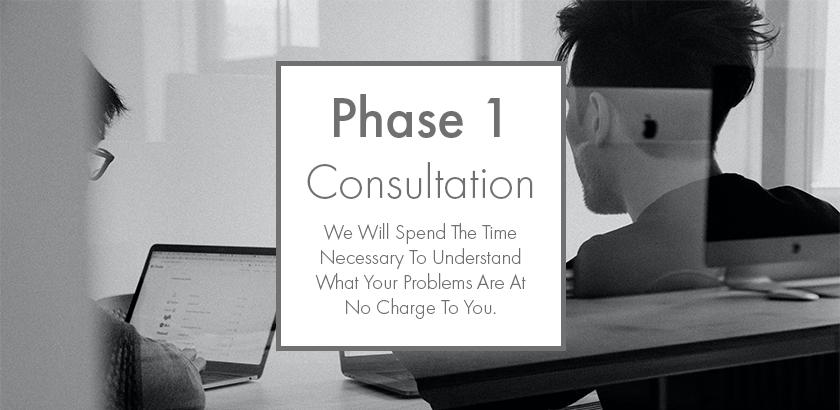 Phase 1
Consultation
We Will Spend The Time
Necessary To Understand
What Your Problems Are At
No Charge To You.